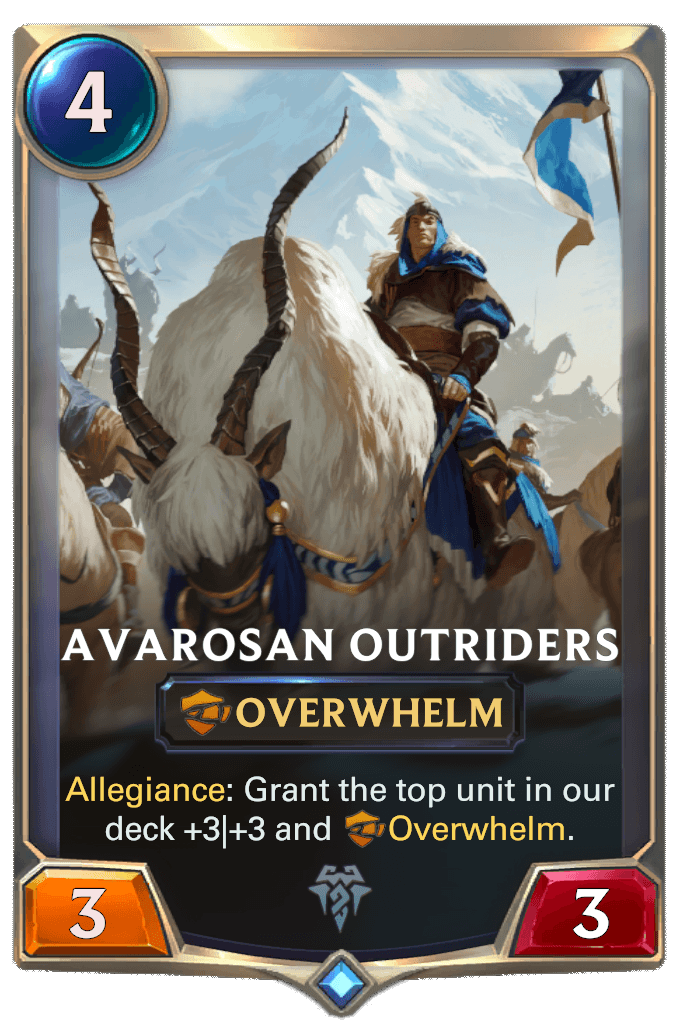 4
AVAROSAN OUTRIDERS
OVERWHELM
Allegiance: Grant the top unit in our
deck +3|+3 and Overwhelm.
3 3